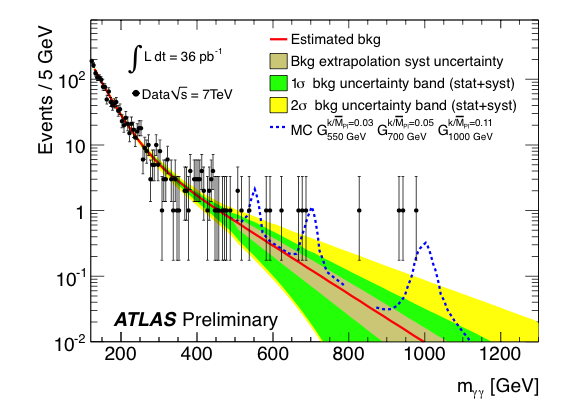 Events / 5 GeV
∫ L dt = 36 pb⁻¹
Data √s = 7TeV
Estimated bkg
Bkg extrapolation syst uncertainty
1σ bkg uncertainty band (stat+syst)
2σ bkg uncertainty band (stat+syst)
MC G^{k/M̅_Pl=0.03}_{550 GeV} G^{k/M̅_Pl=0.05}_{700 GeV} G^{k/M̅_Pl=0.11}_{1000 GeV}
10²
10
1
10⁻¹
10⁻²
ATLAS Preliminary
200 400 600 800 1000 1200
m_γγ [GeV]